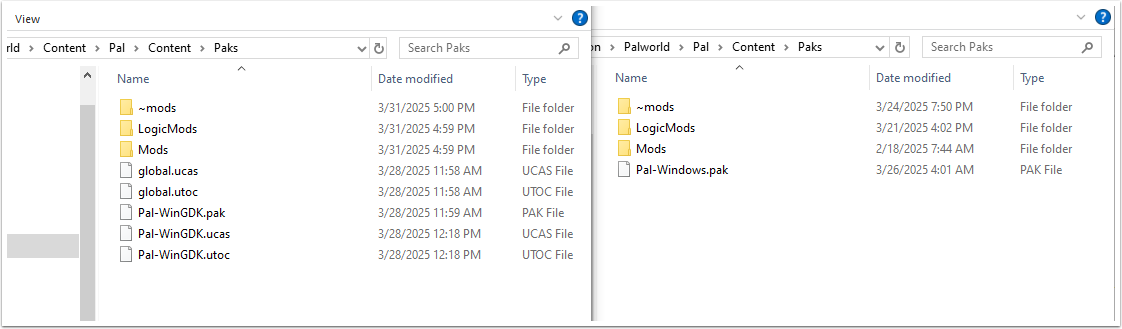 View
rld > Content > Pal > Content > Paks
Search Paks
Name Date modified Type
~mods 3/31/2025 5:00 PM File folder
LogicMods 3/31/2025 4:59 PM File folder
Mods 3/31/2025 4:59 PM File folder
global.ucas 3/28/2025 11:58 AM UCAS File
global.utoc 3/28/2025 11:58 AM UTOC File
Pal-WinGDK.pak 3/28/2025 11:59 AM PAK File
Pal-WinGDK.ucas 3/28/2025 12:18 PM UCAS File
Pal-WinGDK.utoc 3/28/2025 12:18 PM UTOC File
on > Palworld > Pal > Content > Paks
Search Paks
Name Date modified Type
~mods 3/24/2025 7:50 PM File folder
LogicMods 3/21/2025 4:02 PM File folder
Mods 2/18/2025 7:44 AM File folder
Pal-Windows.pak 3/26/2025 4:01 AM PAK File